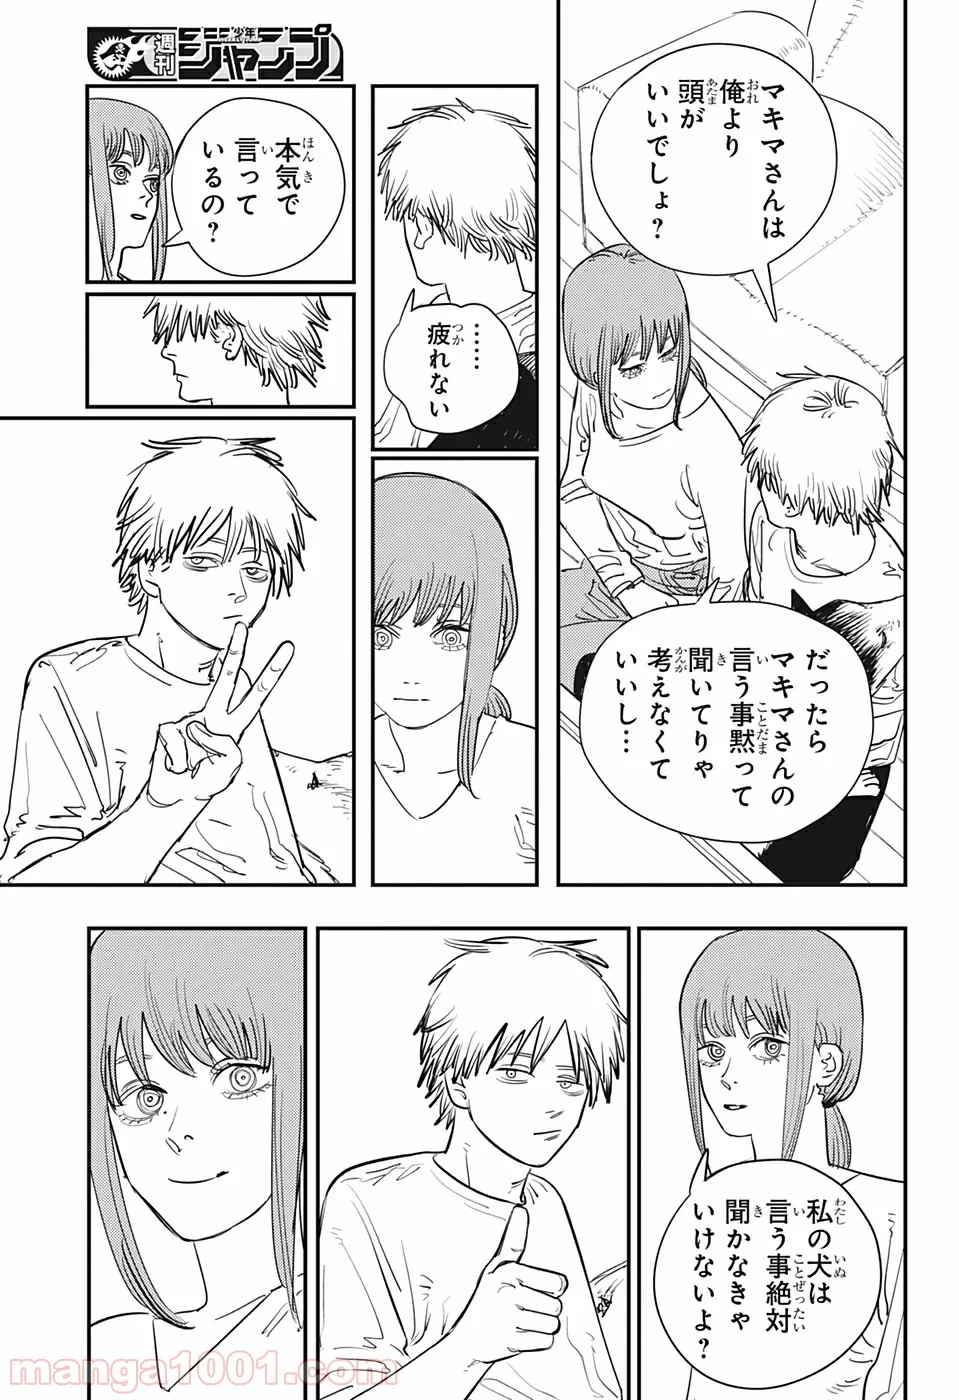 週刊
少年
ジャンプ
マキマさんは
俺より
頭が
いいでしょ?
だったら
マキマさんの
言う事黙って
聞いてりゃ
考えなくて
いいし…
……
疲れない
本気で
言って
いるの?
私の犬は
言う事絶対
聞かなきゃ
いけないよ?
manga1001.com